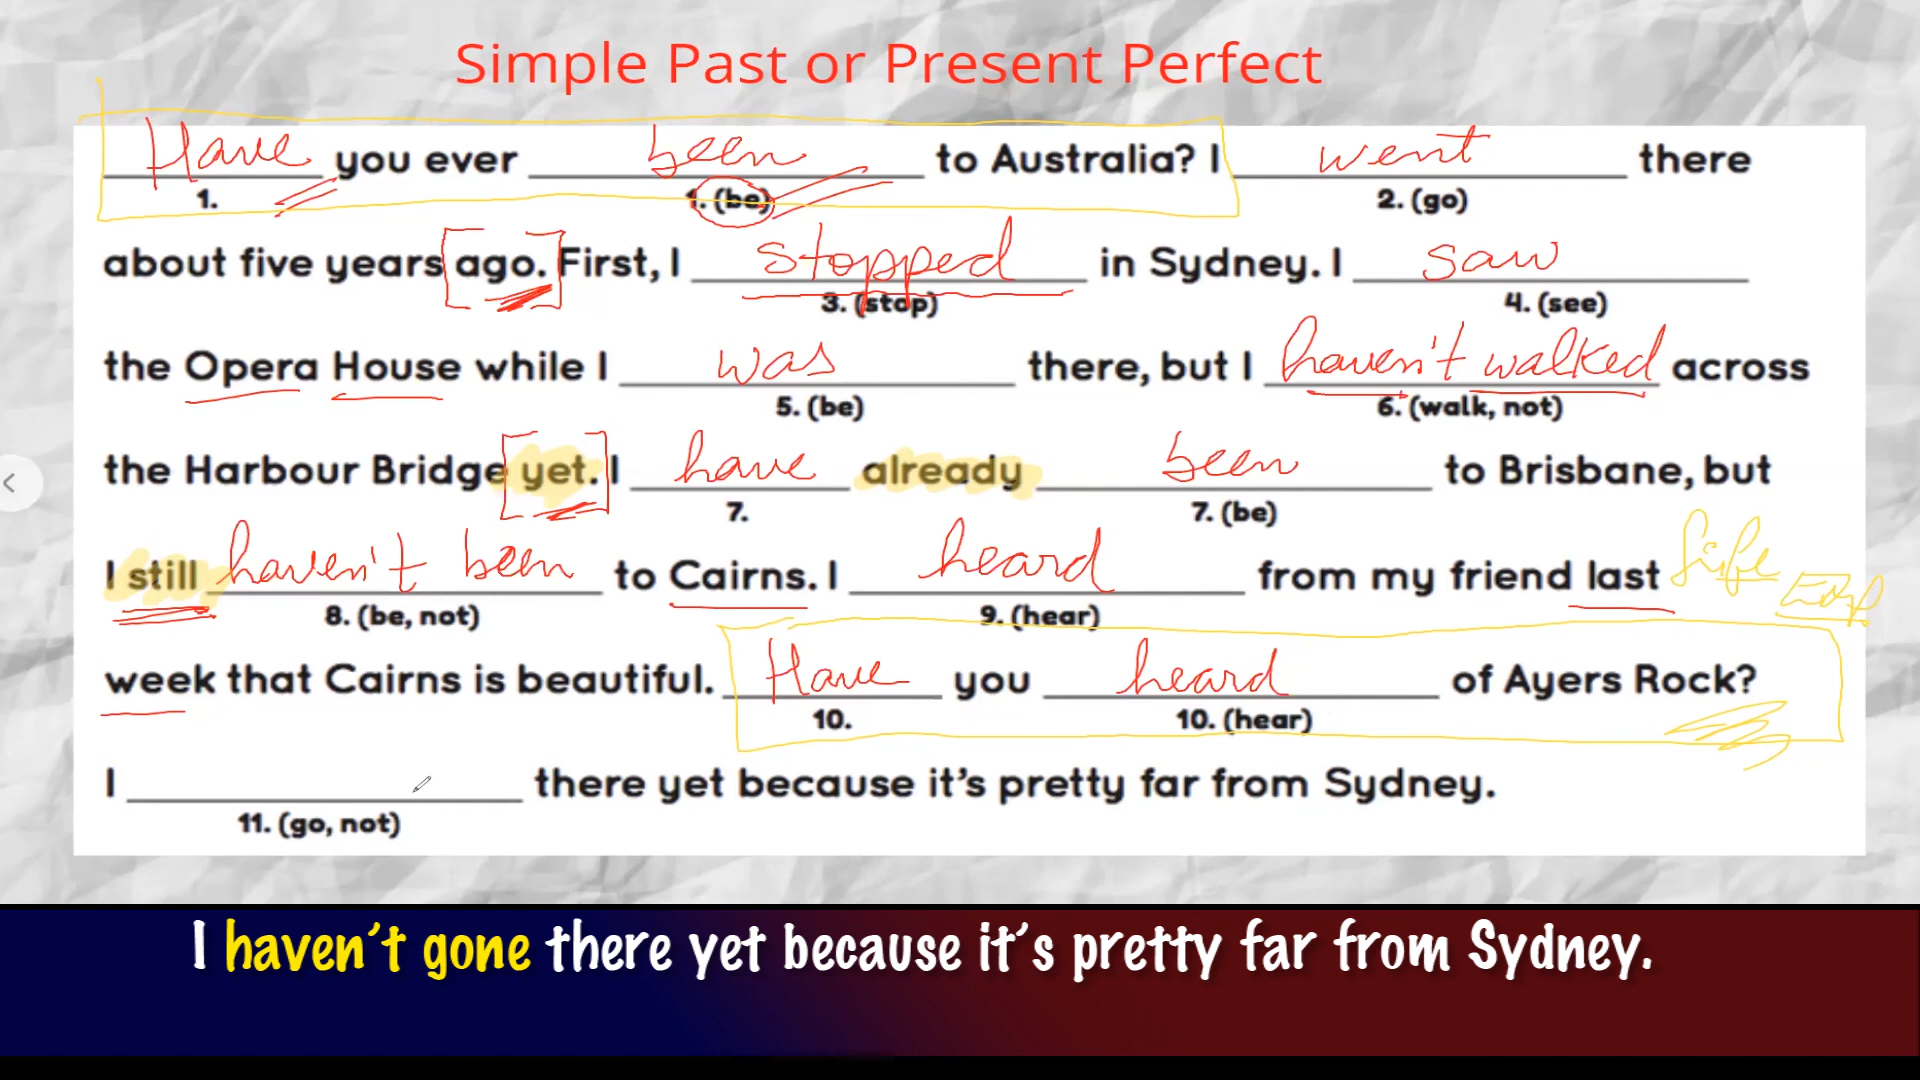 Simple Past or Present Perfect
Have you ever been to Australia? I went there
1. 1. (be) 2. (go)
about five years ago. First, I stopped in Sydney. I saw
3. (stop) 4. (see)
the Opera House while I was there, but I haven't walked across
5. (be) 6. (walk, not)
the Harbour Bridge yet. I have already been to Brisbane, but
7. 7. (be)
I still haven't been to Cairns. I heard from my friend last Life
8. (be, not) 9. (hear)
week that Cairns is beautiful. Have you heard of Ayers Rock?
10. 10. (hear)
I there yet because it's pretty far from Sydney.
11. (go, not)
I haven't gone there yet because it's pretty far from Sydney.